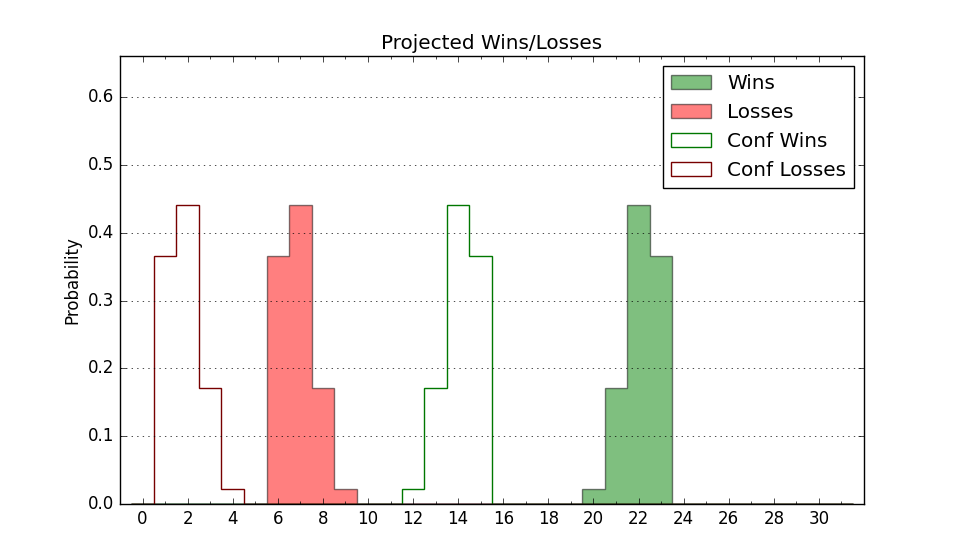 Projected Wins/Losses
Wins
Losses
Conf Wins
Conf Losses
Probability
0.6
0.5
0.4
0.3
0.2
0.1
0.0
0 2 4 6 8 10 12 14 16 18 20 22 24 26 28 30